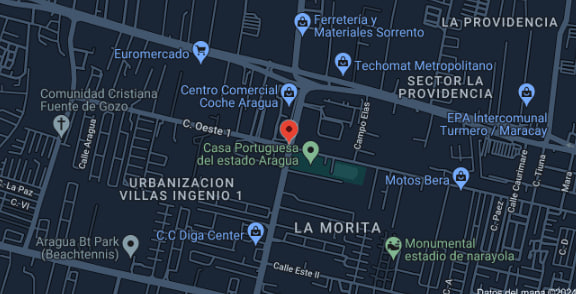 LA PROVIDENCIA
Ferretería y
Materiales Sorrento
Euromercado
Techomat Metropolitano
SECTOR LA
PROVIDENCIA
Comunidad Cristiana
Fuente de Gozo
Centro Comercial
Coche Aragua
Campo Elas
EPA Intercomunal
Turmero / Maracay
C. Oeste 1
Calle Aragua
Casa Portuguesa
del estado Aragua
C. La Paz
C. Vi
URBANIZACION
VILLAS INGENIO 1
Motos Bera
C. Tiuna
Calle Caurimare
Mara
C. Paez
LA MORITA
C.C Diga Center
Aragua Bt Park
(Beachtennis)
Monumental
estadio de narayola
C. D
C. A
Calle Este II
Datos del mapa ©2024